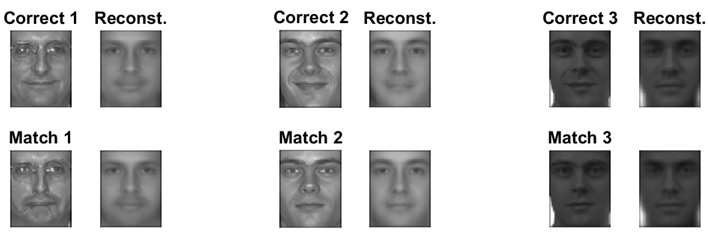 Correct 1 Reconst. Correct 2 Reconst. Correct 3 Reconst.
Match 1 Match 2 Match 3